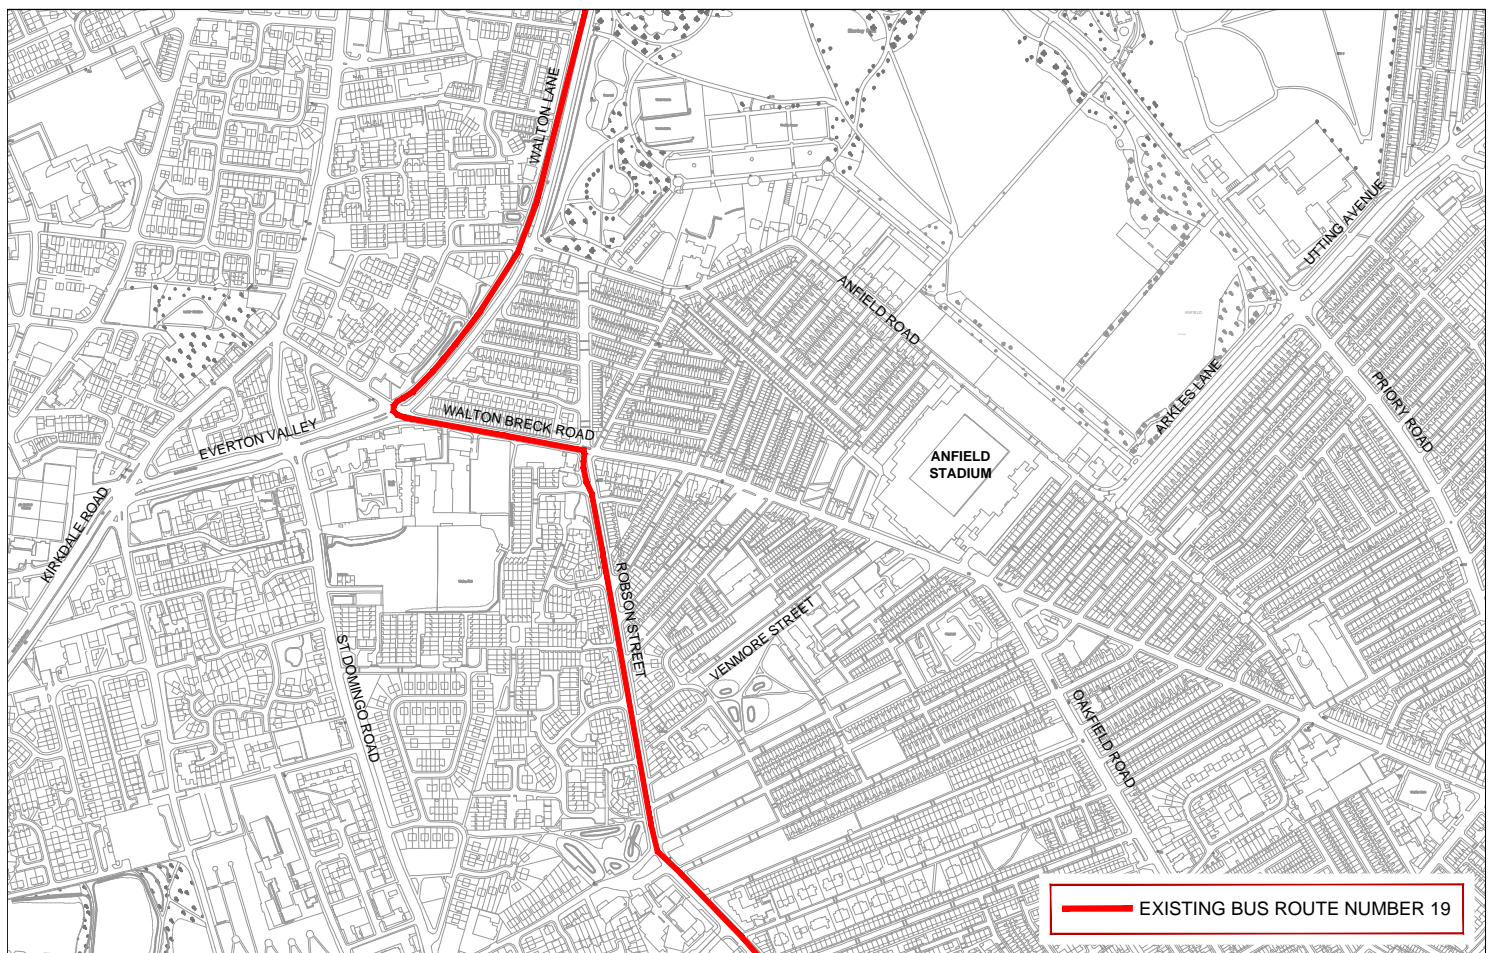 WALTON LANE
UTTING AVENUE
ANFIELD ROAD
PRIORY ROAD
ARKLES LANE
WALTON BRECK ROAD
EVERTON VALLEY
ANFIELD
STADIUM
KIRKDALE ROAD
ROBSON STREET
VENMORE STREET
ST DOMINGO ROAD
OAKFIELD ROAD
EXISTING BUS ROUTE NUMBER 19